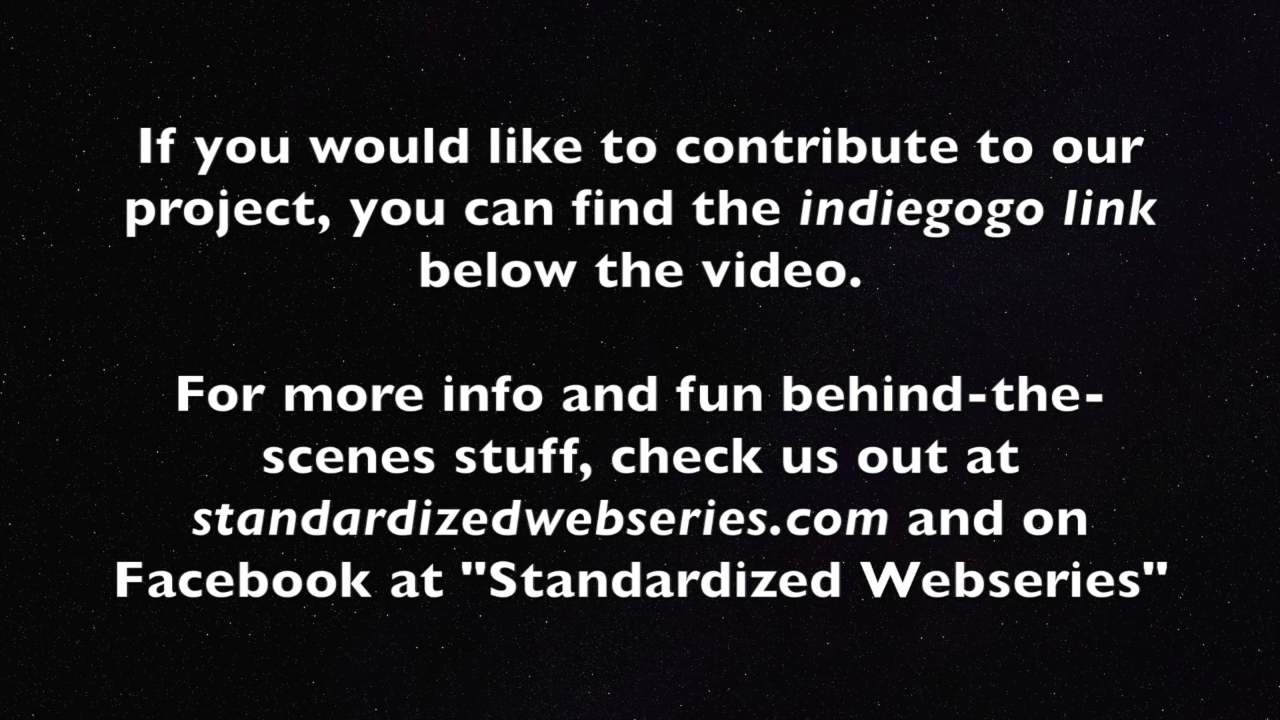 If you would like to contribute to our
project, you can find the indiegogo link
below the video.
For more info and fun behind-the-
scenes stuff, check us out at
standardizedwebseries.com and on
Facebook at "Standardized Webseries"